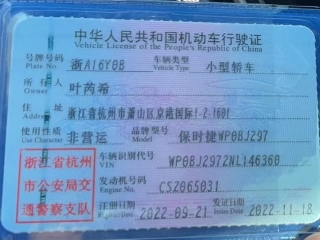 中华人民共和国机动车行驶证
Vehicle License of the People's Republic of China
号牌号码 浙A16Y0B 车辆类型 小型轿车
Plate No. Vehicle Type
所有人 叶芮希
Owner
住址 浙江省杭州市萧山区京港国际1-2-1601
Address
使用性质 非营运 品牌型号 保时捷WP0BJ297
Use Character Model
浙江省杭州 车辆识别代号 WP0BJ2972NL146360
VIN
市公安局交 发动机号码 CSZ065031
Engine No.
通警察支队 注册日期 2022-09-21 发证日期 2022-11-18
Register Date Issue Date